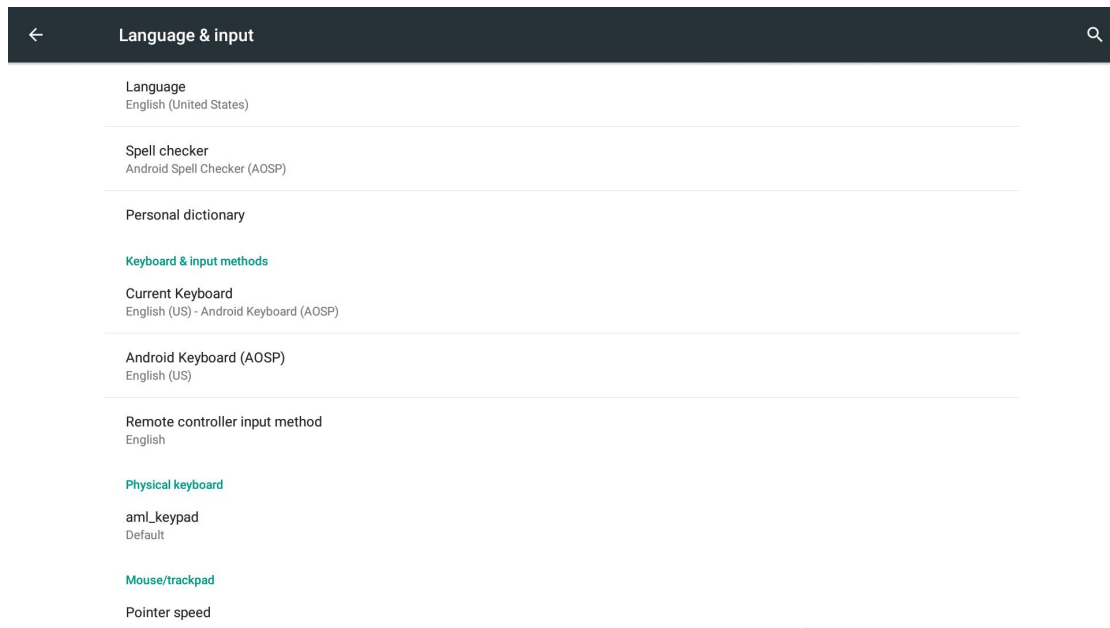 Language & input
Language
English (United States)
Spell checker
Android Spell Checker (AOSP)
Personal dictionary
Keyboard & input methods
Current Keyboard
English (US) - Android Keyboard (AOSP)
Android Keyboard (AOSP)
English (US)
Remote controller input method
English
Physical keyboard
aml_keypad
Default
Mouse/trackpad
Pointer speed